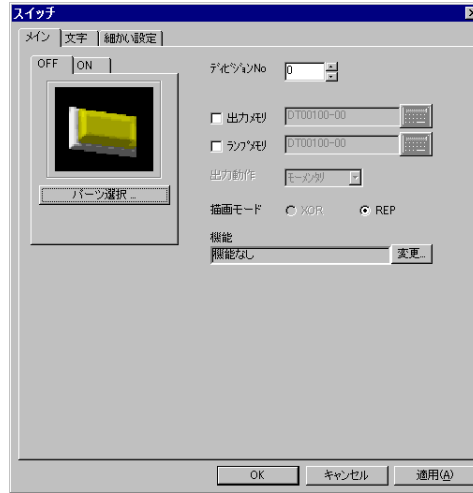 スイッチ
メイン 文字 細かい設定
OFF ON
ﾃﾞｨﾋﾞｼﾞｮﾝNo 0
出力ﾒﾓﾘ DT00100-00
ﾗﾝﾌﾟﾒﾓﾘ DT00100-00
出力動作 ﾓｰﾒﾝﾀﾘ
パーツ選択 ...
描画モード XOR REP
機能
機能なし 変更...
OK キャンセル 適用(A)